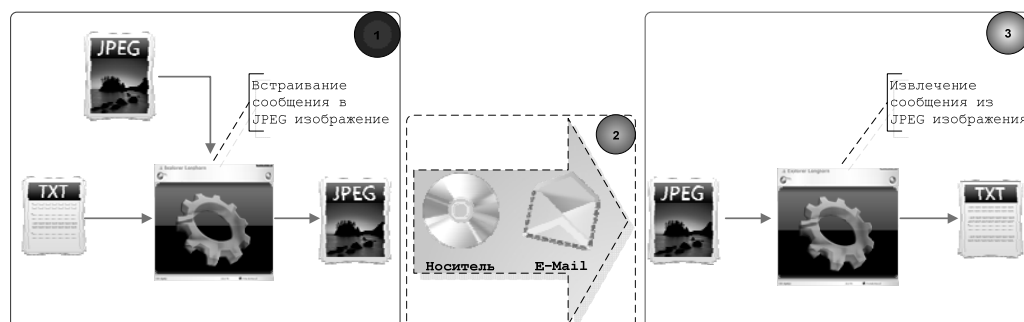 1
JPEG
Встраивание
сообщения в
JPEG изображение
TXT
JPEG
2
Носитель
E-Mail
3
Извлечение
сообщения из
JPEG изображения
JPEG
TXT